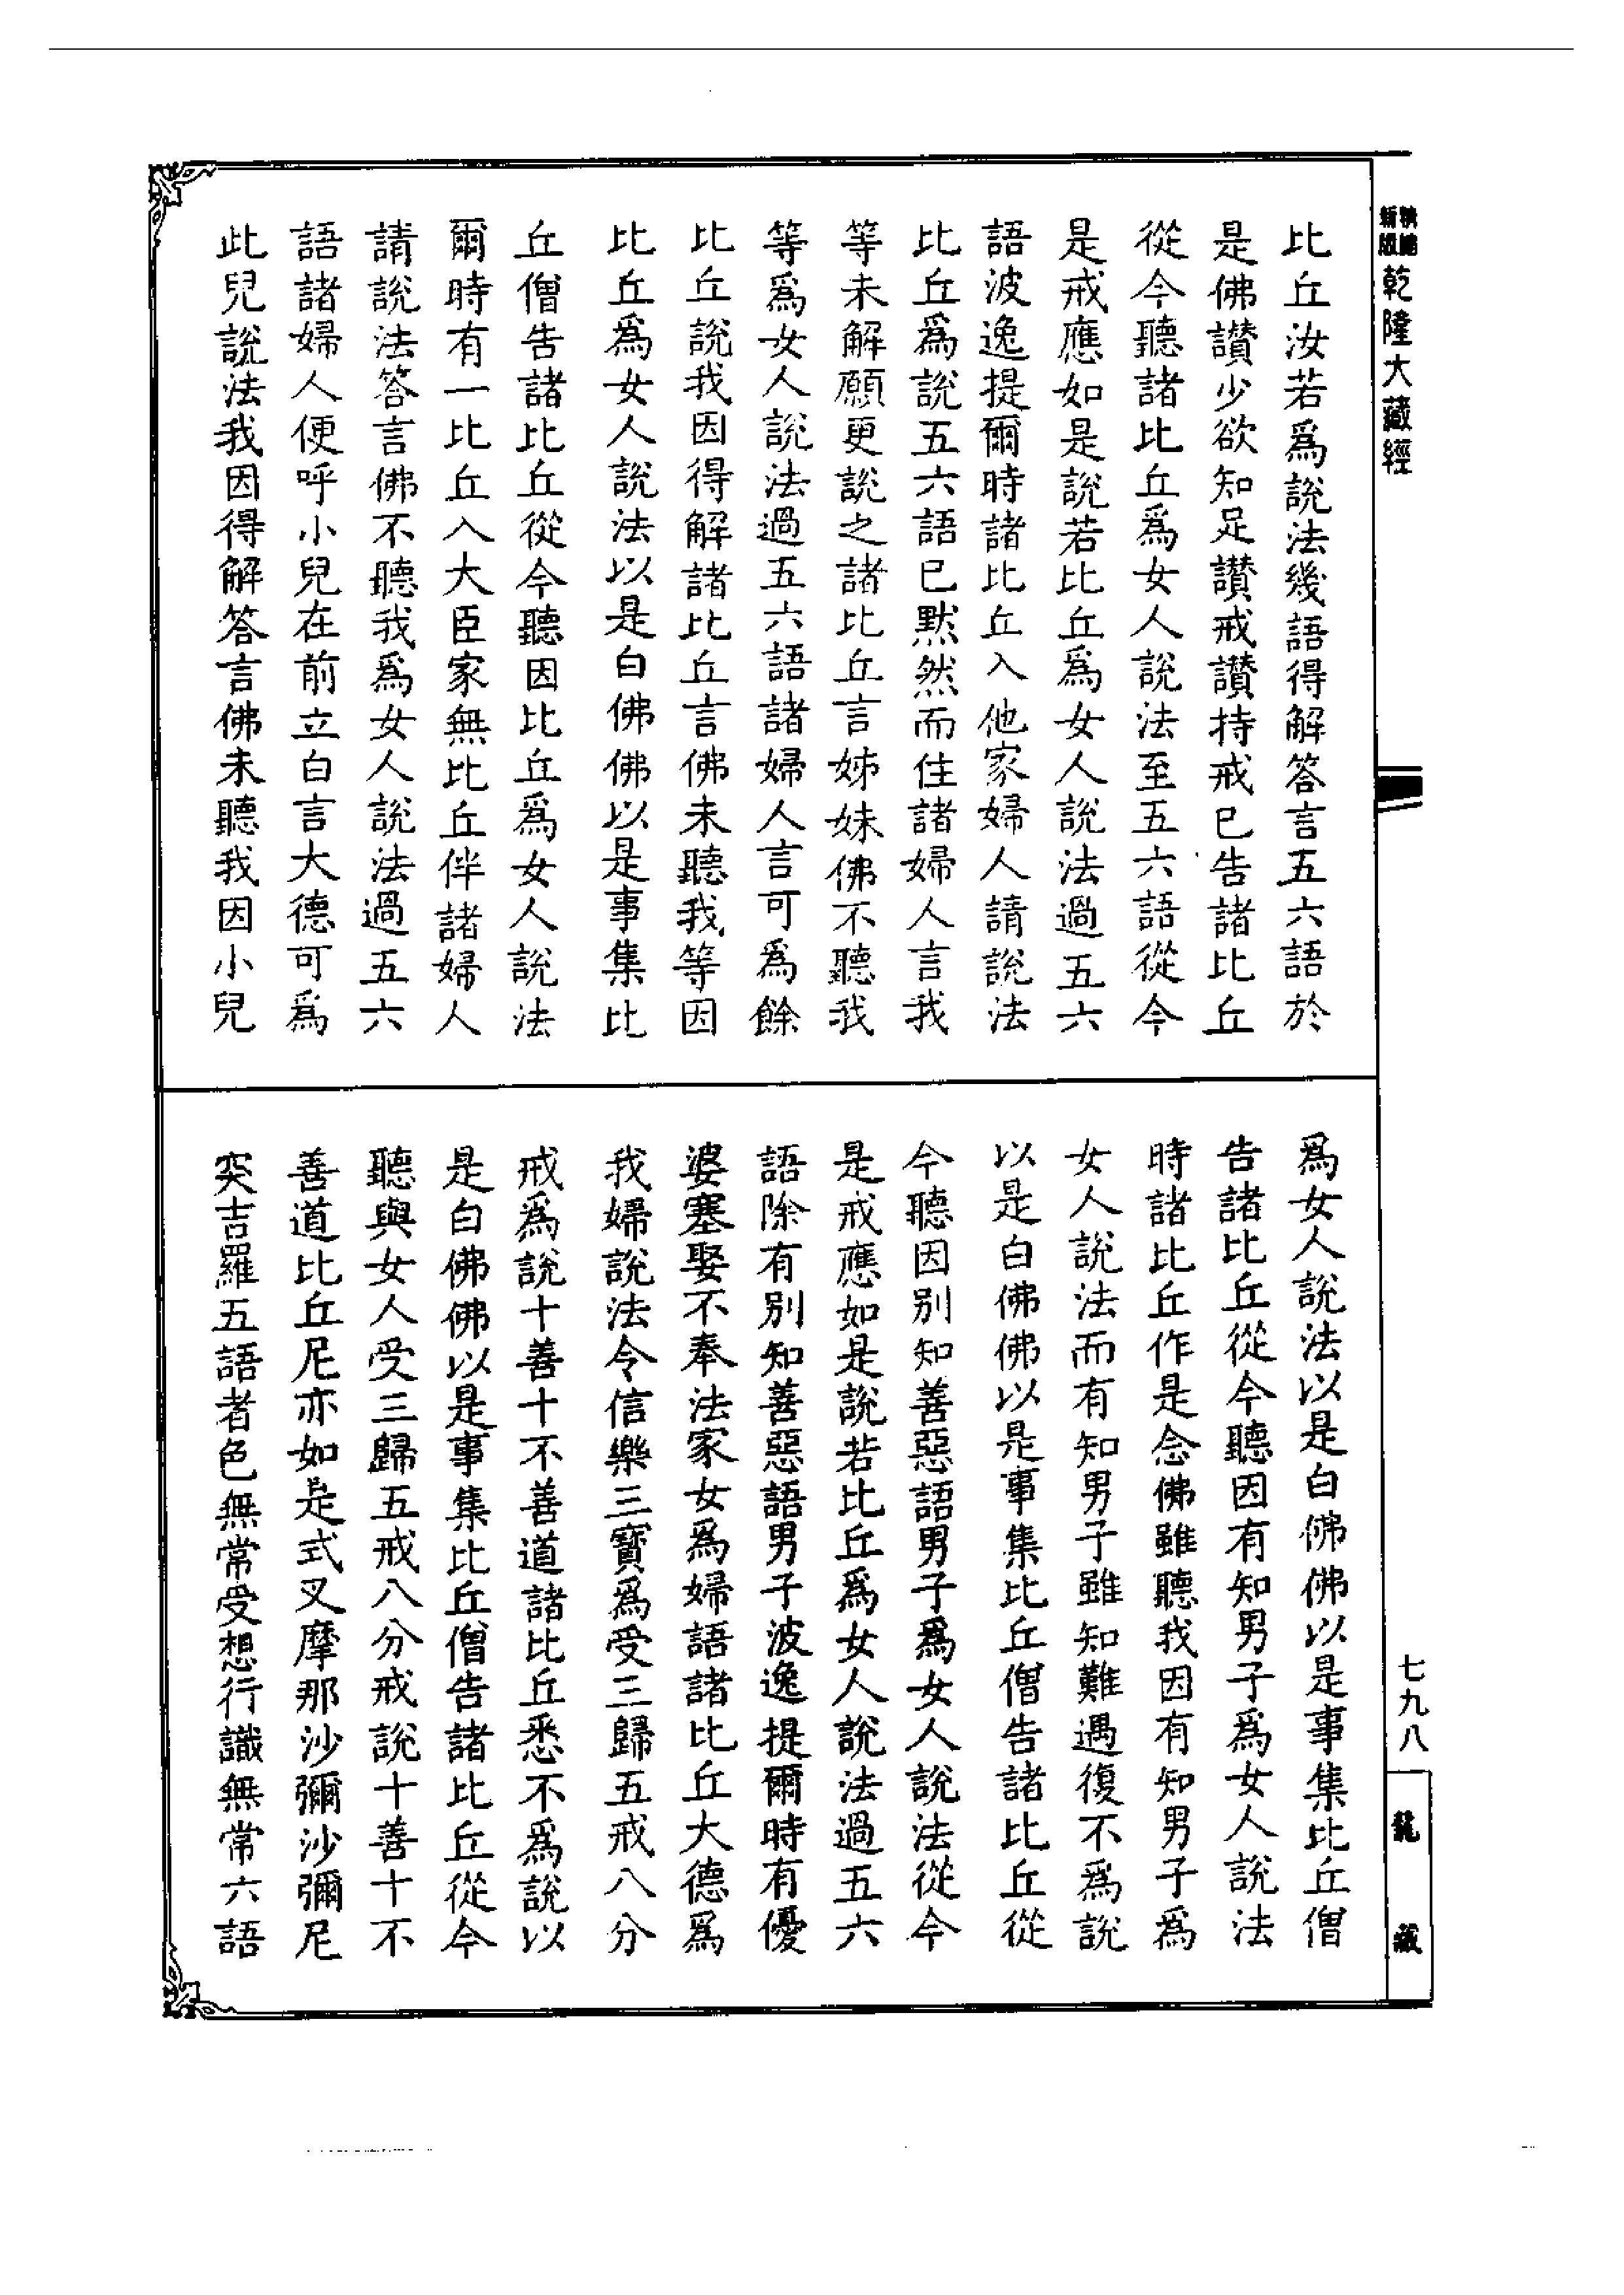 新版
乾隆大藏經
比丘汝若爲說法幾語得解答言五六語於
是佛讃少欲知足讃戒讃持戒已告諸比丘
從今聽諸比丘爲女人說法至五六語從今
是戒應如是說若比丘爲女人說法過五六
語波逸提爾時諸比丘入他家婦人請說法
比丘爲說五六語已默然而住諸婦人言我
等未解願更說之諸比丘言姊妹佛不聽我
等爲女人說法過五六語諸婦人言可爲餘
比丘說我因得解諸比丘言佛未聽我等因
比丘爲女人說法以是白佛佛以是事集比
丘僧告諸比丘從今聽因比丘爲女人說法
爾時有一比丘入大臣家無比丘伴諸婦人
請說法答言佛不聽我爲女人說法過五六
語諸婦人便呼小兒在前立白言大德可爲
此兒說法我因得解答言佛未聽我因小兒
爲女人說法以是白佛佛以是事集比丘僧
告諸比丘從今聽因有知男子爲女人說法
時諸比丘作是念佛雖聽我因有知男子爲
女人說法而有知男子雖知難遇復不爲說
以是白佛佛以是事集比丘僧告諸比丘從
今聽因別知善惡語男子爲女人說法從今
是戒應如是說若比丘爲女人說法過五六
語除有別知善惡語男子波逸提爾時有優
婆塞娶不奉法家女爲婦語諸比丘大德爲
我婦說法令信樂三寳爲受三歸五戒八分
戒爲說十善十不善道諸比丘悉不爲說以
是白佛佛以是事集比丘僧告諸比丘從今
聽與女人受三歸五戒八分戒說十善十不
善道比丘尼亦如是式叉摩那沙彌沙彌尼
突吉羅五語者色無常受想行識無常六語
七九八
龍藏